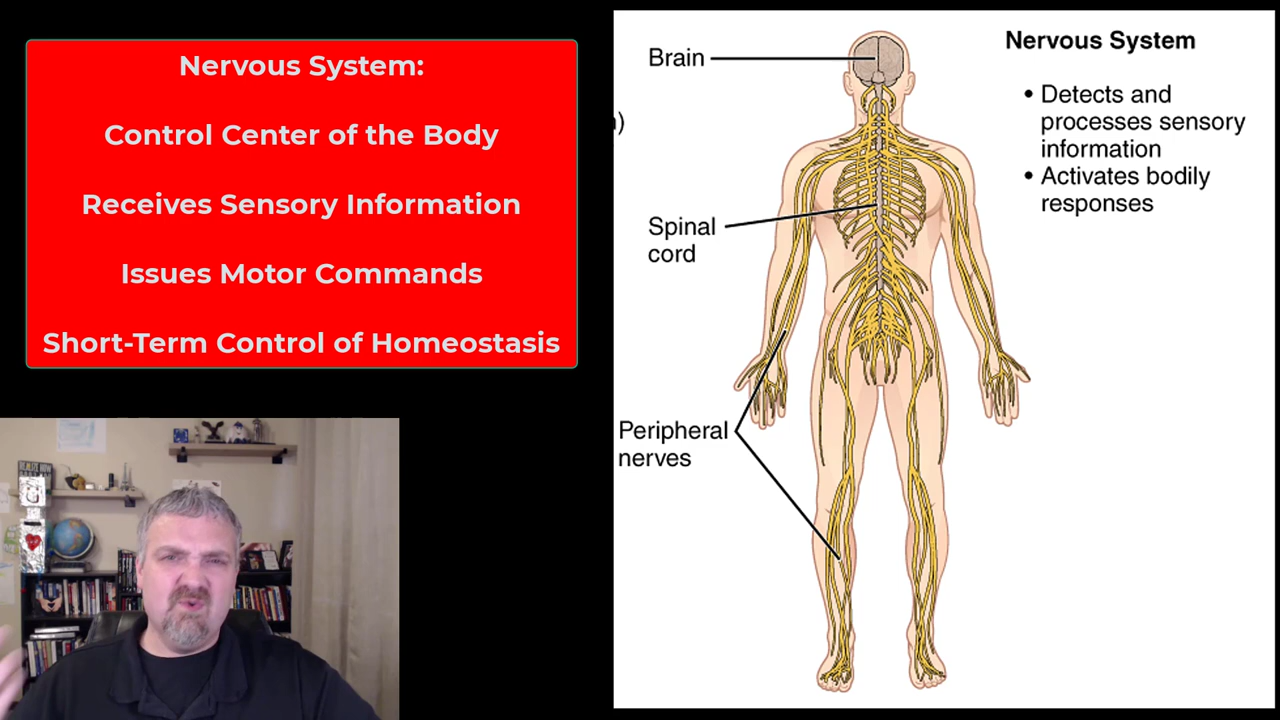 Nervous System:
Control Center of the Body
Receives Sensory Information
Issues Motor Commands
Short-Term Control of Homeostasis
)
Brain
Spinal
cord
Peripheral
nerves
Nervous System
• Detects and
processes sensory
information
• Activates bodily
responses